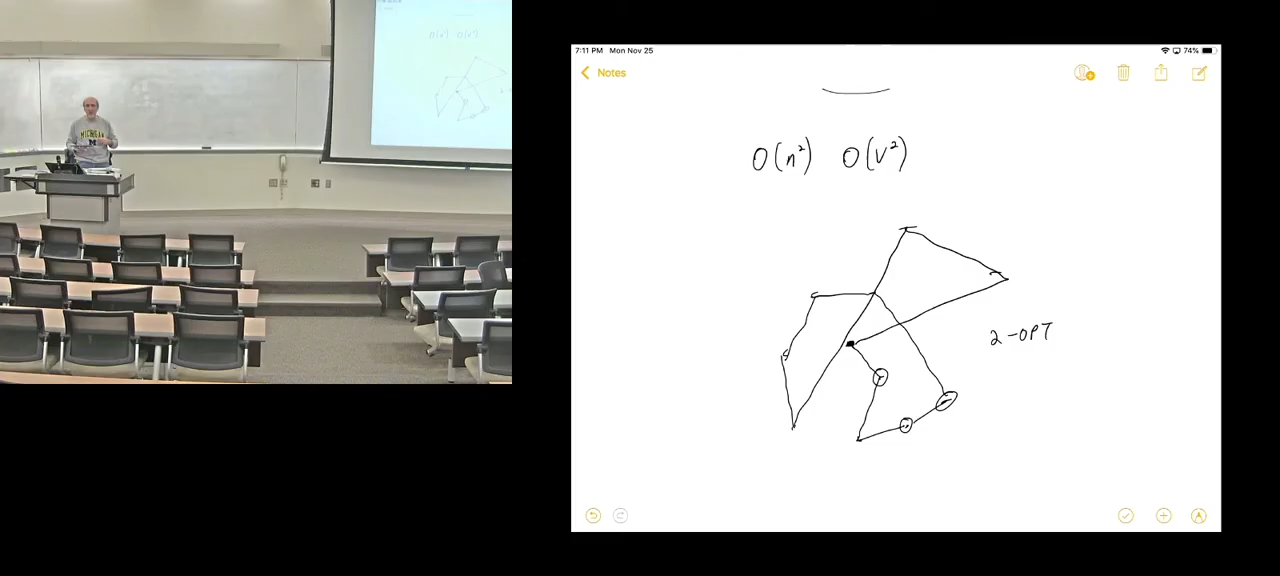 7:11 PM Mon Nov 25
74%
Notes
O(n²) O(V²)
2-OPT
MICHIGAN
M